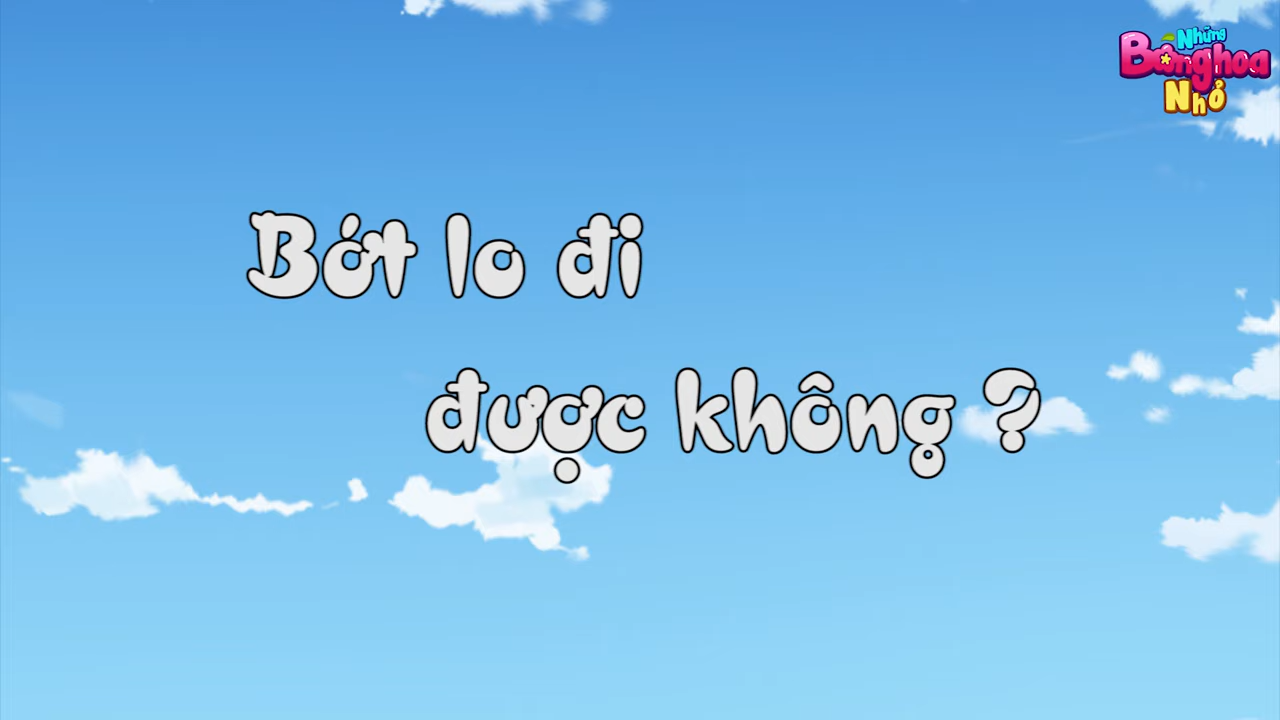 Những
Bông hoa
Nhỏ
Bớt lo đi
được không ?